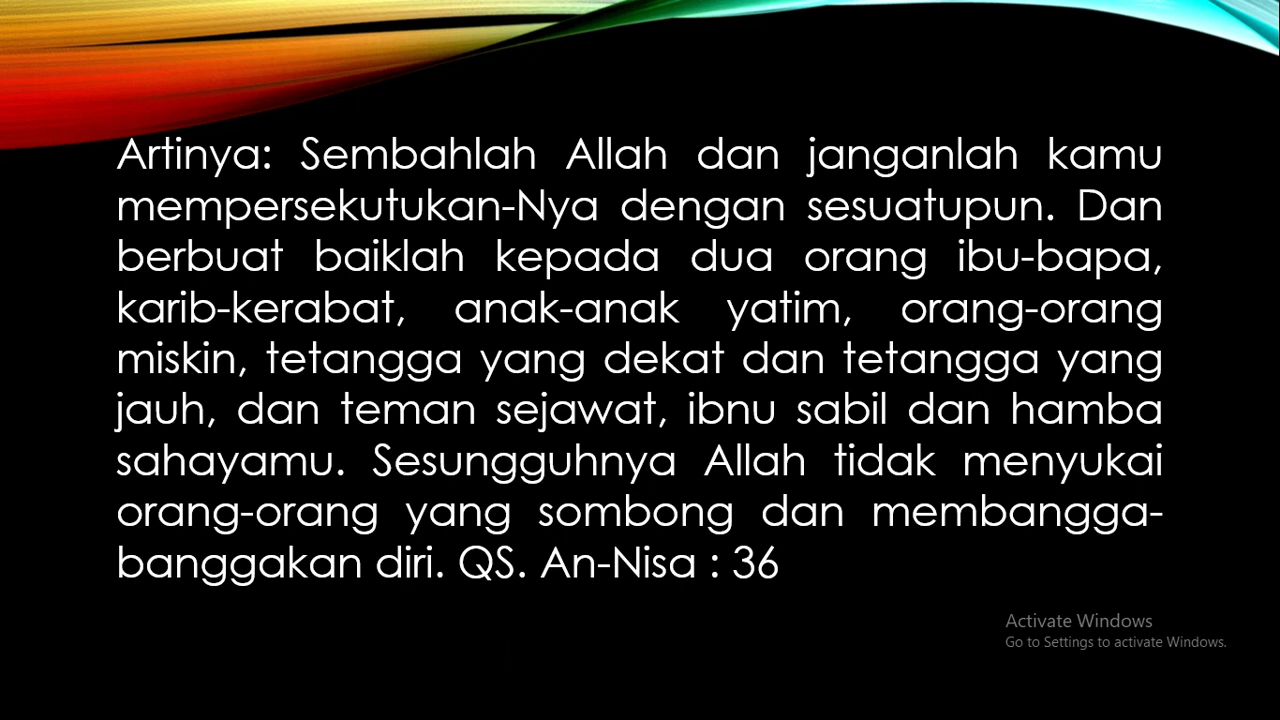 Artinya: Sembahlah Allah dan janganlah kamu
mempersekutukan-Nya dengan sesuatupun. Dan
berbuat baiklah kepada dua orang ibu-bapa,
karib-kerabat, anak-anak yatim, orang-orang
miskin, tetangga yang dekat dan tetangga yang
jauh, dan teman sejawat, ibnu sabil dan hamba
sahayamu. Sesungguhnya Allah tidak menyukai
orang-orang yang sombong dan membangga-
banggakan diri. QS. An-Nisa : 36
Activate Windows
Go to Settings to activate Windows.